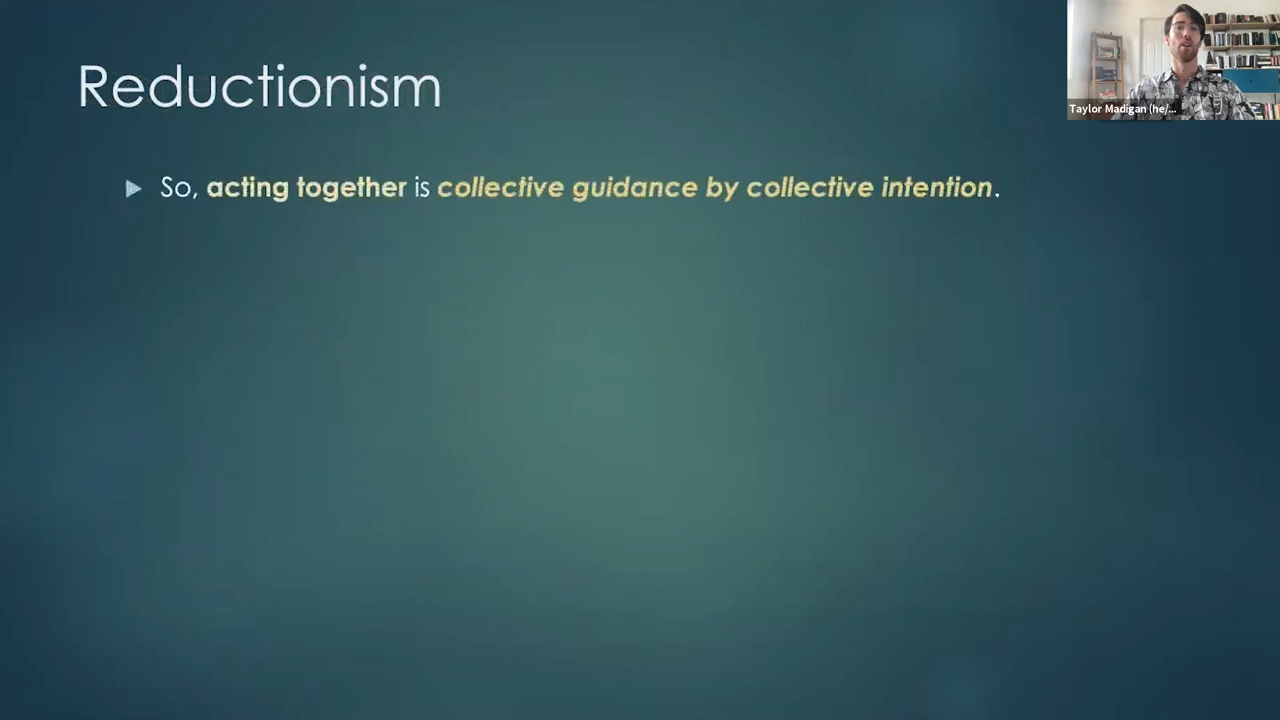 Reductionism
So, acting together is collective guidance by collective intention.
Taylor Madigan (he/...